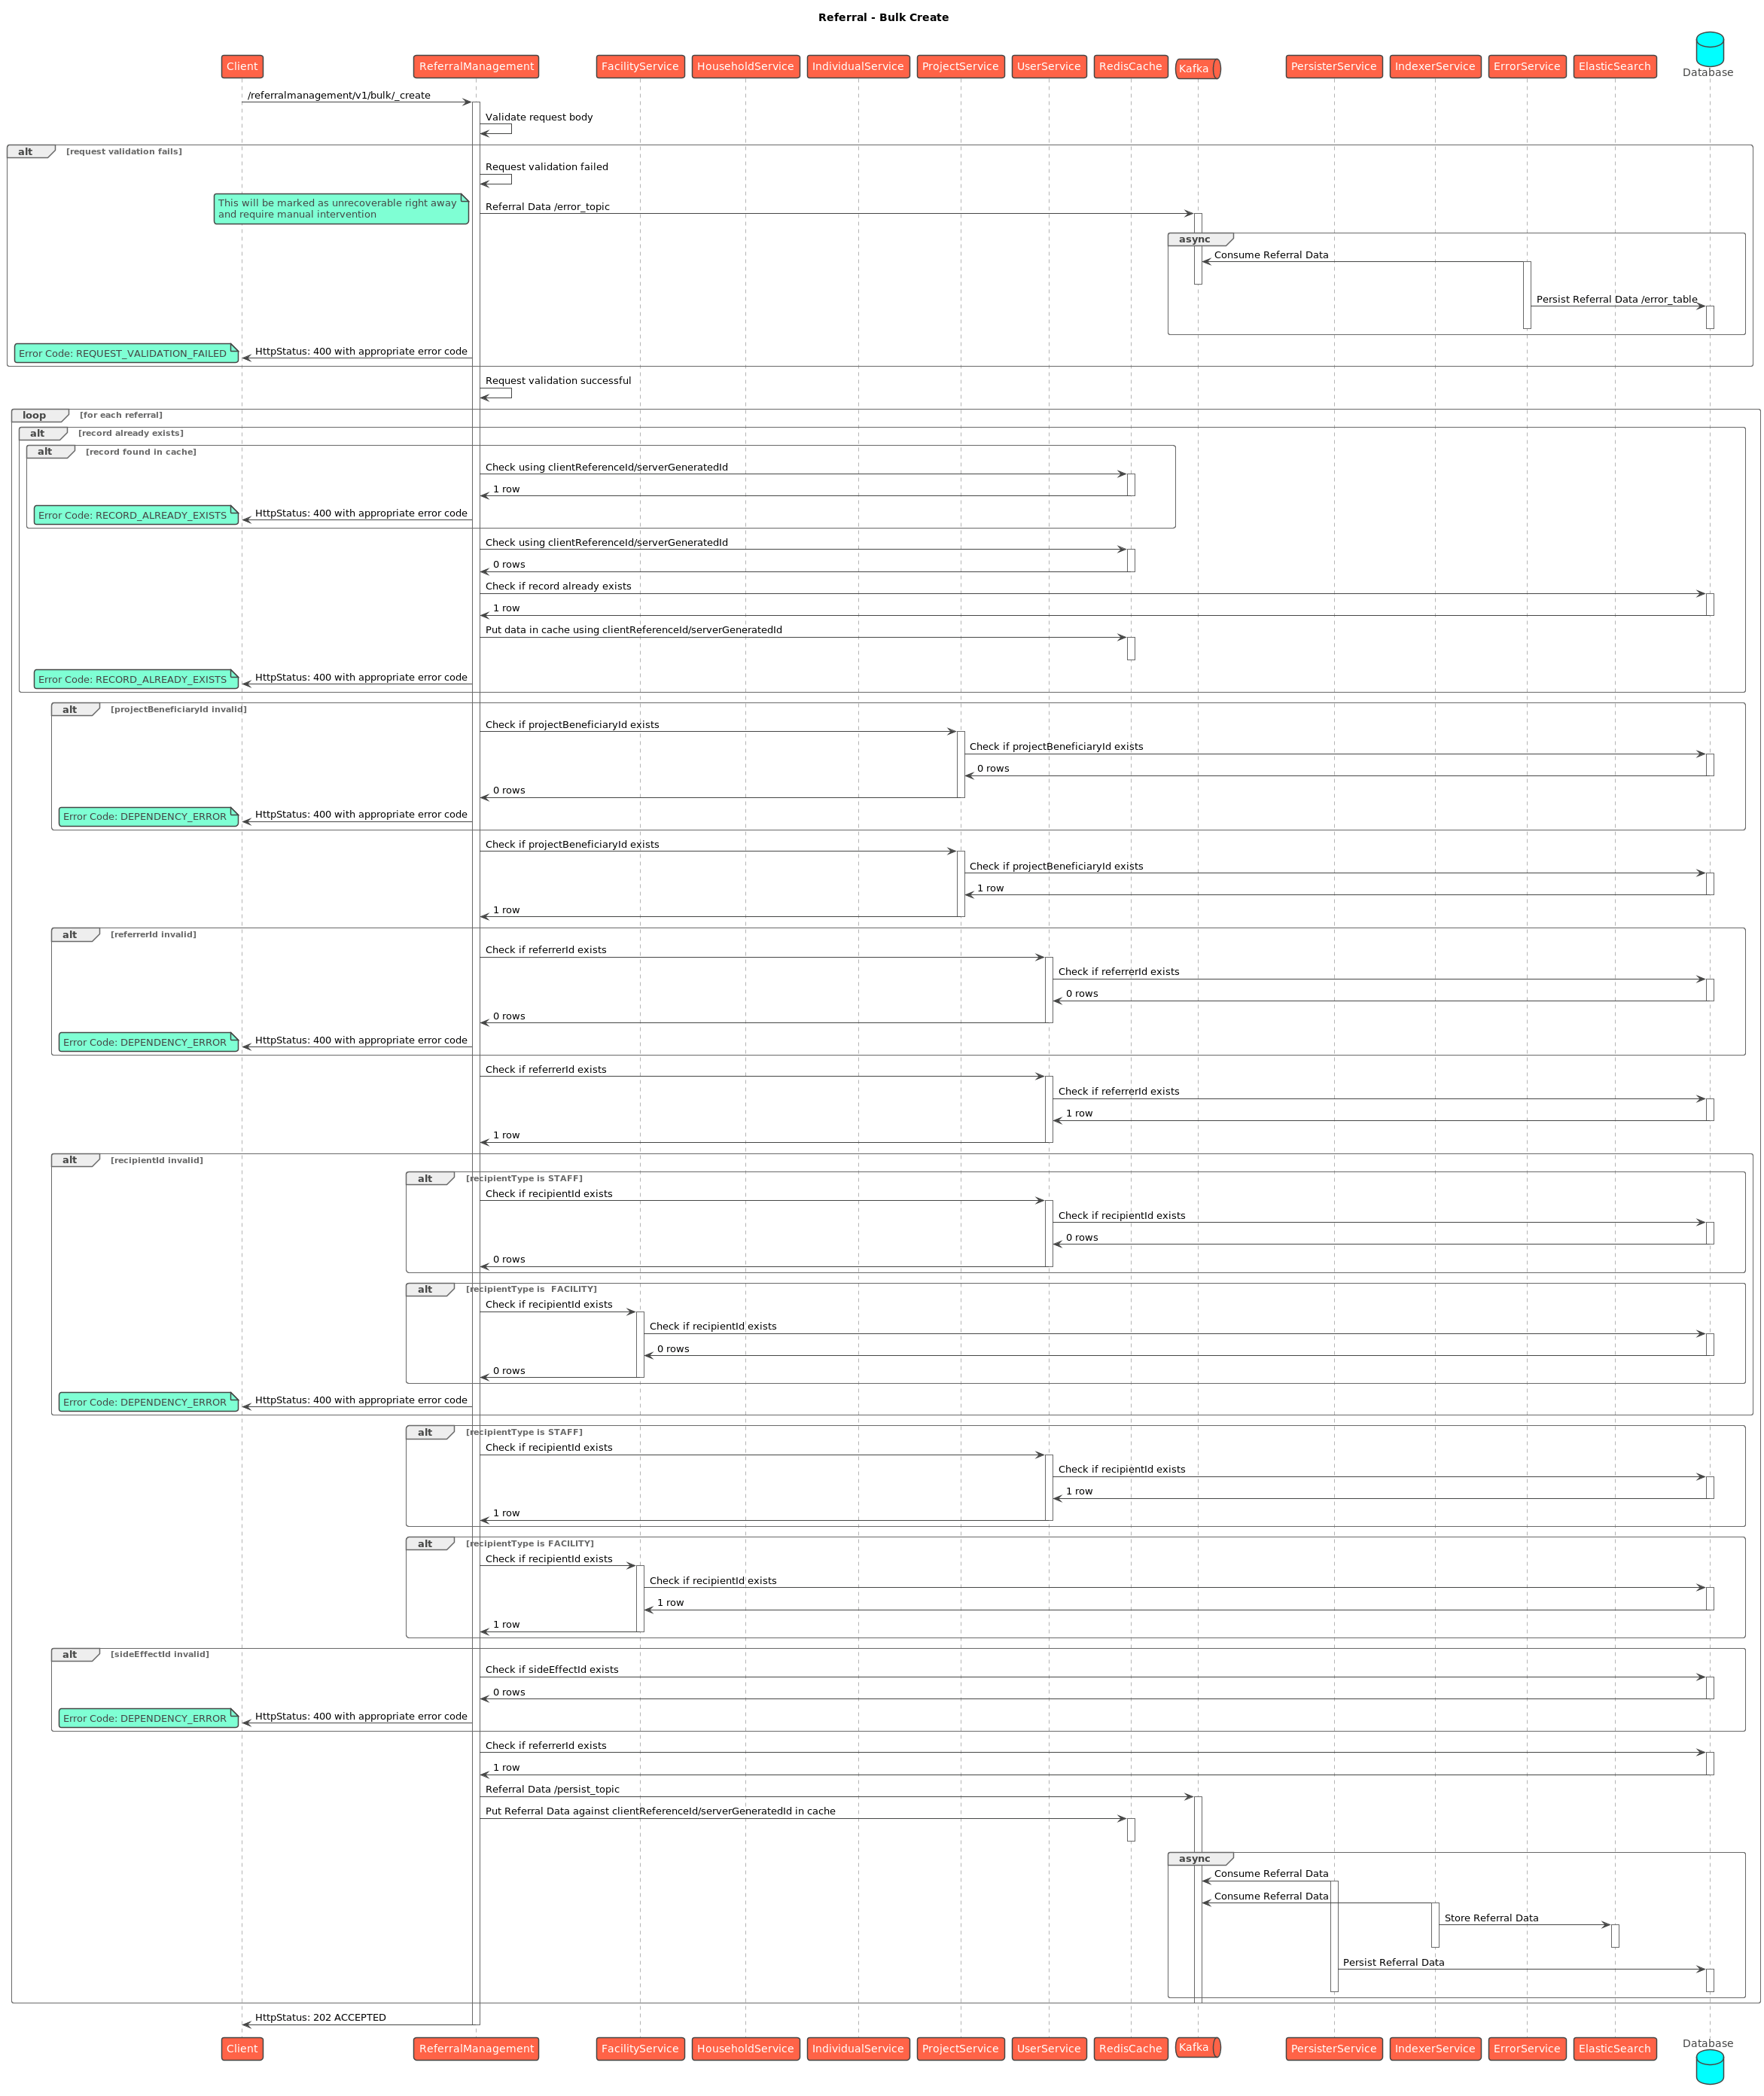 Referral - Bulk Create
Client
ReferralManagement
FacilityService
HouseholdService
IndividualService
ProjectService
UserService
RedisCache
Kafka
PersisterService
IndexerService
ErrorService
ElasticSearch
Database
/referralmanagement/v1/bulk/_create
Validate request body
alt [request validation fails]
Request validation failed
This will be marked as unrecoverable right away
and require manual intervention
Referral Data /error_topic
async
Consume Referral Data
Persist Referral Data /error_table
Error Code: REQUEST_VALIDATION_FAILED
HttpStatus: 400 with appropriate error code
Request validation successful
loop [for each referral]
alt [record already exists]
alt [record found in cache]
Check using clientReferenceId/serverGeneratedId
1 row
Error Code: RECORD_ALREADY_EXISTS
HttpStatus: 400 with appropriate error code
Check using clientReferenceId/serverGeneratedId
0 rows
Check if record already exists
1 row
Put data in cache using clientReferenceId/serverGeneratedId
Error Code: RECORD_ALREADY_EXISTS
HttpStatus: 400 with appropriate error code
alt [projectBeneficiaryId invalid]
Check if projectBeneficiaryId exists
Check if projectBeneficiaryId exists
0 rows
0 rows
Error Code: DEPENDENCY_ERROR
HttpStatus: 400 with appropriate error code
Check if projectBeneficiaryId exists
Check if projectBeneficiaryId exists
1 row
1 row
alt [referrerId invalid]
Check if referrerId exists
Check if referrerId exists
0 rows
0 rows
Error Code: DEPENDENCY_ERROR
HttpStatus: 400 with appropriate error code
Check if referrerId exists
Check if referrerId exists
1 row
1 row
alt [recipientId invalid]
alt [recipientType is STAFF]
Check if recipientId exists
Check if recipientId exists
0 rows
0 rows
alt [recipientType is  FACILITY]
Check if recipientId exists
Check if recipientId exists
0 rows
0 rows
Error Code: DEPENDENCY_ERROR
HttpStatus: 400 with appropriate error code
alt [recipientType is STAFF]
Check if recipientId exists
Check if recipientId exists
1 row
1 row
alt [recipientType is FACILITY]
Check if recipientId exists
Check if recipientId exists
1 row
1 row
alt [sideEffectId invalid]
Check if sideEffectId exists
0 rows
Error Code: DEPENDENCY_ERROR
HttpStatus: 400 with appropriate error code
Check if referrerId exists
1 row
Referral Data /persist_topic
Put Referral Data against clientReferenceId/serverGeneratedId in cache
async
Consume Referral Data
Consume Referral Data
Store Referral Data
Persist Referral Data
HttpStatus: 202 ACCEPTED
Client
ReferralManagement
FacilityService
HouseholdService
IndividualService
ProjectService
UserService
RedisCache
Kafka
PersisterService
IndexerService
ErrorService
ElasticSearch
Database